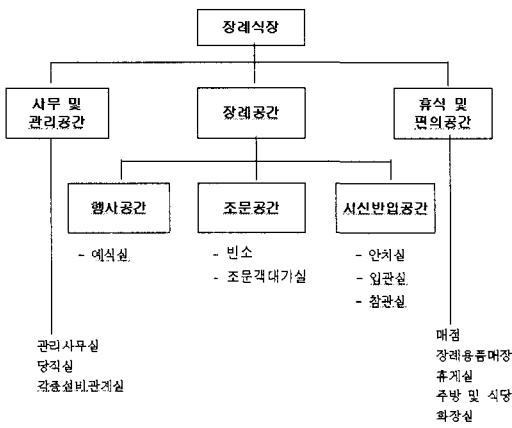 장례식장
사무 및
관리공간
장례공간
휴식 및
편의공간
행사공간
조문공간
시신반입공간
- 예식실
- 빈소
- 조문객대기실
- 안치실
- 입관실
- 참관실
관리사무실
당직실
각종설비관계실
매점
장례용품매장
휴게실
주방 및 식당
화장실